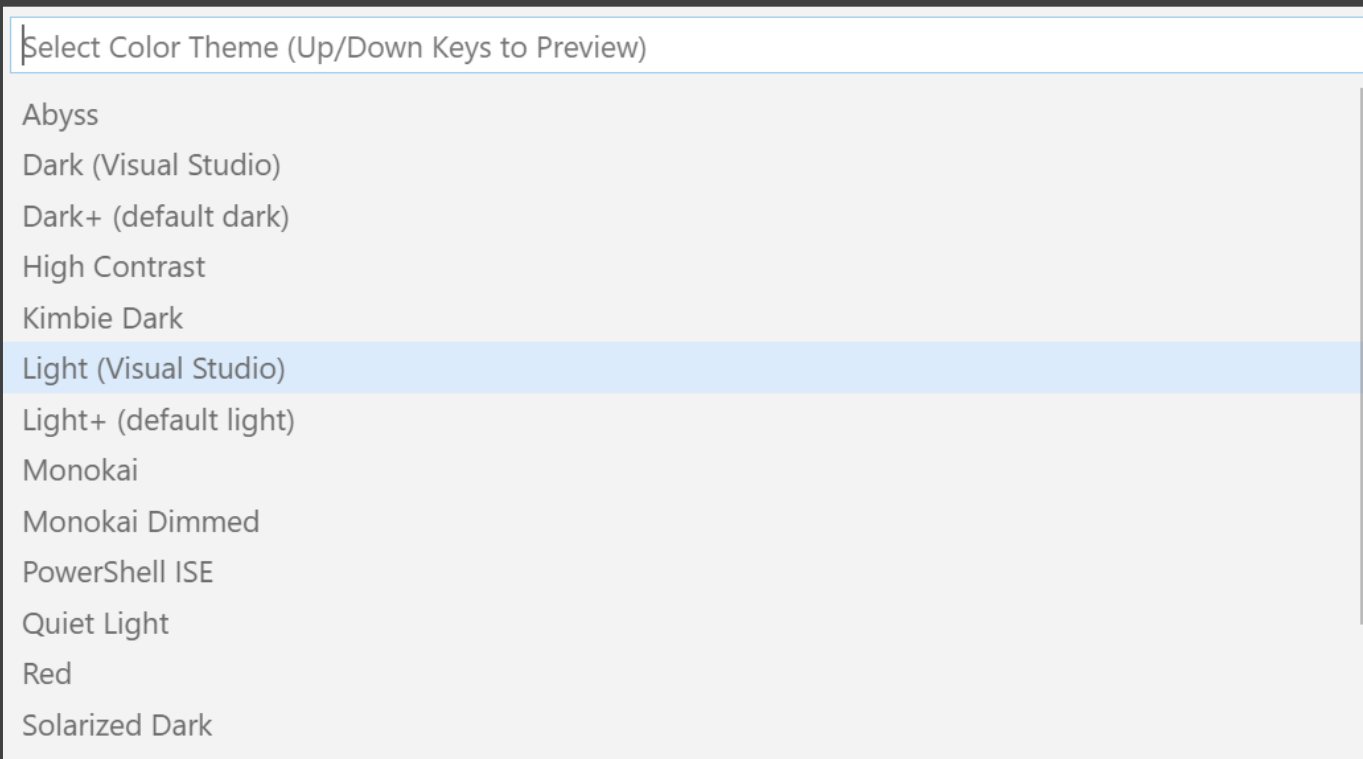 Select Color Theme (Up/Down Keys to Preview)
Abyss
Dark (Visual Studio)
Dark+ (default dark)
High Contrast
Kimbie Dark
Light (Visual Studio)
Light+ (default light)
Monokai
Monokai Dimmed
PowerShell ISE
Quiet Light
Red
Solarized Dark